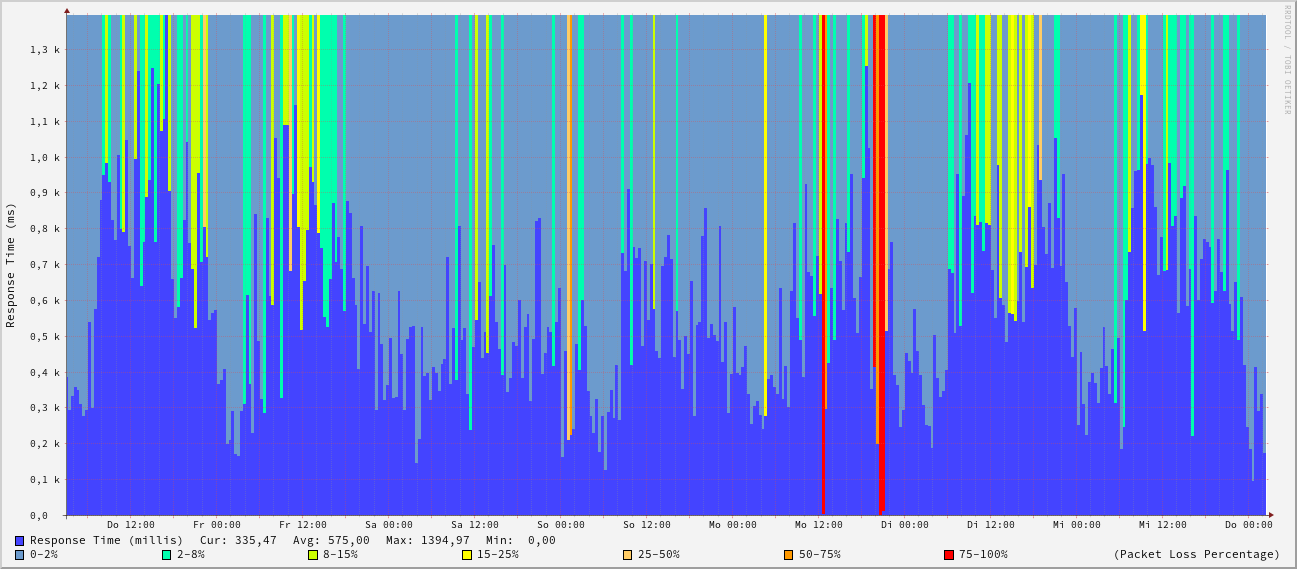 RRDTOOL / TOBI OETIKER
Response Time (ms)
1,3 k
1,2 k
1,1 k
1,0 k
0,9 k
0,8 k
0,7 k
0,6 k
0,5 k
0,4 k
0,3 k
0,2 k
0,1 k
0,0
Do 12:00 Fr 00:00 Fr 12:00 Sa 00:00 Sa 12:00 So 00:00 So 12:00 Mo 00:00 Mo 12:00 Di 00:00 Di 12:00 Mi 00:00 Mi 12:00 Do 00:00
Response Time (millis) Cur: 335,47 Avg: 575,00 Max: 1394,97 Min: 0,00
0-2% 2-8% 8-15% 15-25% 25-50% 50-75% 75-100% (Packet Loss Percentage)